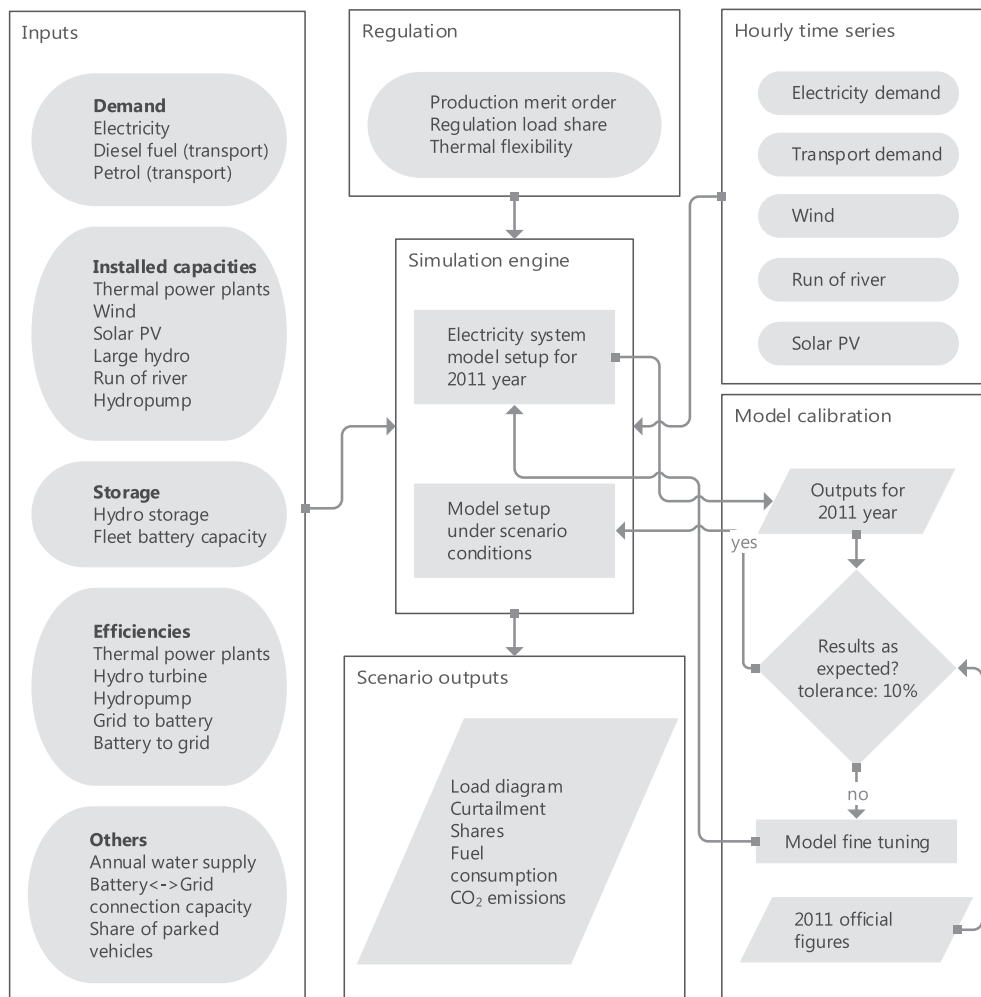 Inputs
Demand
Electricity
Diesel fuel (transport)
Petrol (transport)
Installed capacities
Thermal power plants
Wind
Solar PV
Large hydro
Run of river
Hydropump
Storage
Hydro storage
Fleet battery capacity
Efficiencies
Thermal power plants
Hydro turbine
Hydropump
Grid to battery
Battery to grid
Others
Annual water supply
Battery<->Grid
connection capacity
Share of parked
vehicles
Regulation
Production merit order
Regulation load share
Thermal flexibility
Simulation engine
Electricity system
model setup for
2011 year
Model setup
under scenario
conditions
Scenario outputs
Load diagram
Curtailment
Shares
Fuel
consumption
CO₂ emissions
Hourly time series
Electricity demand
Transport demand
Wind
Run of river
Solar PV
Model calibration
Outputs for
2011 year
yes
Results as
expected?
tolerance: 10%
no
Model fine tuning
2011 official
figures